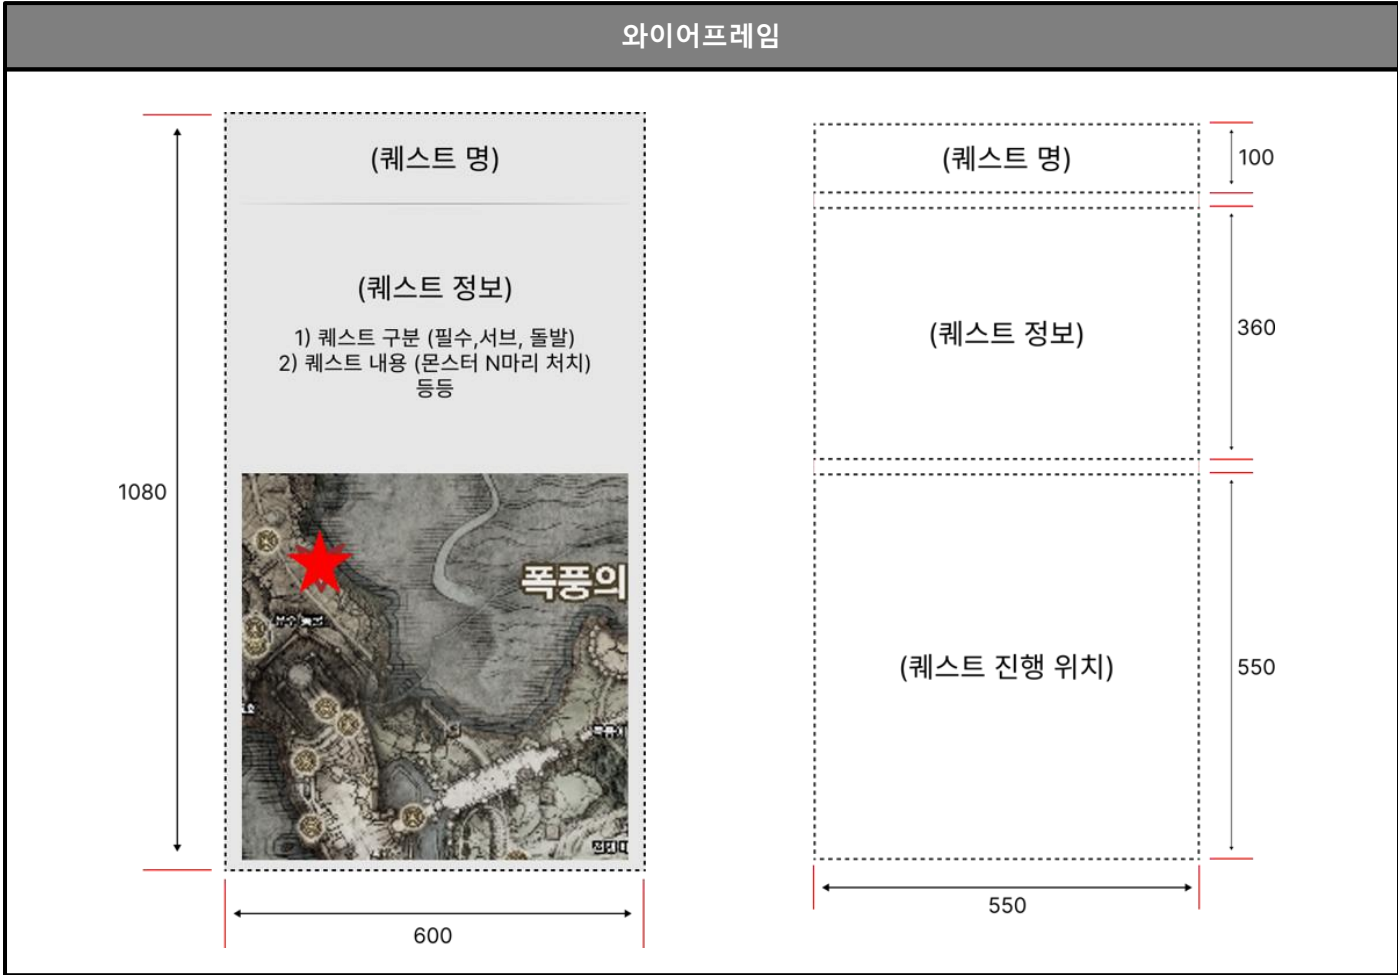 와이어프레임
(퀘스트 명)
(퀘스트 정보)
1) 퀘스트 구분 (필수,서브, 돌발)
2) 퀘스트 내용 (몬스터 N마리 처치)
등등
폭풍의
1080
600
(퀘스트 명)
100
(퀘스트 정보)
360
(퀘스트 진행 위치)
550
550